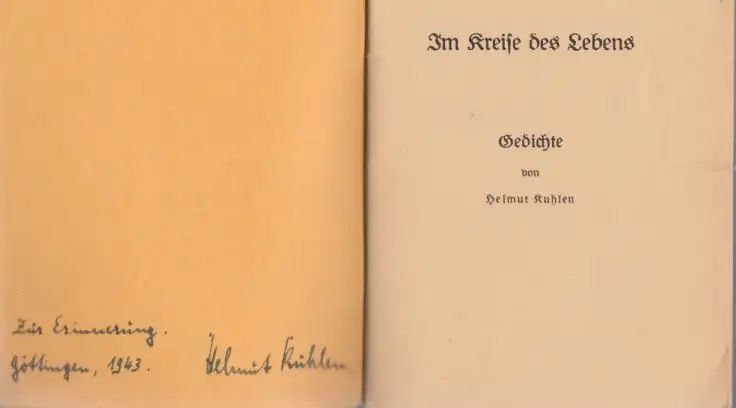 Zur Erinnerung.
Göttingen, 1943. Helmut Kuhlen
Im Kreise des Lebens
Gedichte
von
Helmut Kuhlen